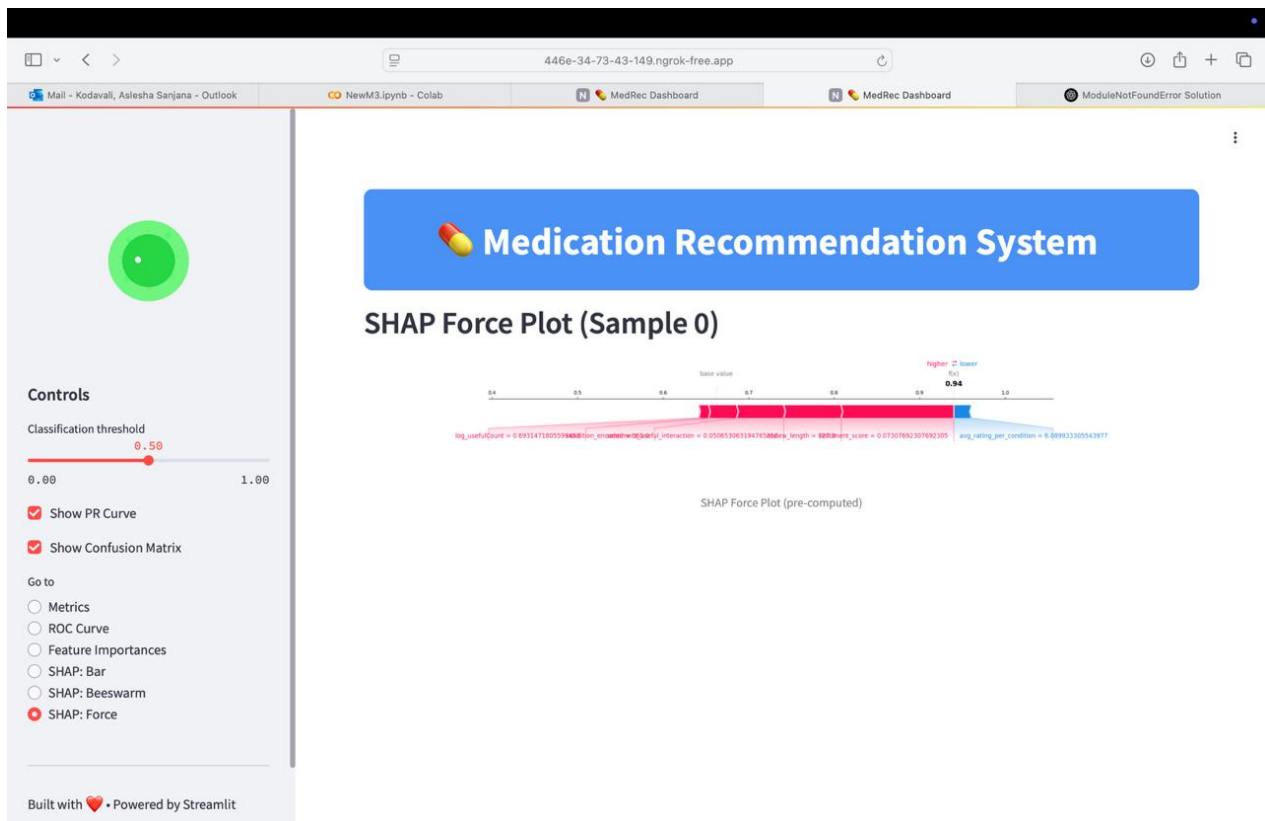 446e-34-73-43-149.ngrok-free.app
Mail - Kodavali, Aslesha Sanjana - Outlook
NewM3.ipynb - Colab
MedRec Dashboard
MedRec Dashboard
ModuleNotFoundError Solution
Medication Recommendation System
SHAP Force Plot (Sample 0)
higher ⇄ lower
base value
f(x)
0.94
0.4 0.5 0.6 0.7 0.8 0.9 1.0
log_usefulCount =
avg_rating_per_condition =
SHAP Force Plot (pre-computed)
Controls
Classification threshold
0.50
0.00 1.00
Show PR Curve
Show Confusion Matrix
Go to
Metrics
ROC Curve
Feature Importances
SHAP: Bar
SHAP: Beeswarm
SHAP: Force
Built with ❤️ • Powered by Streamlit